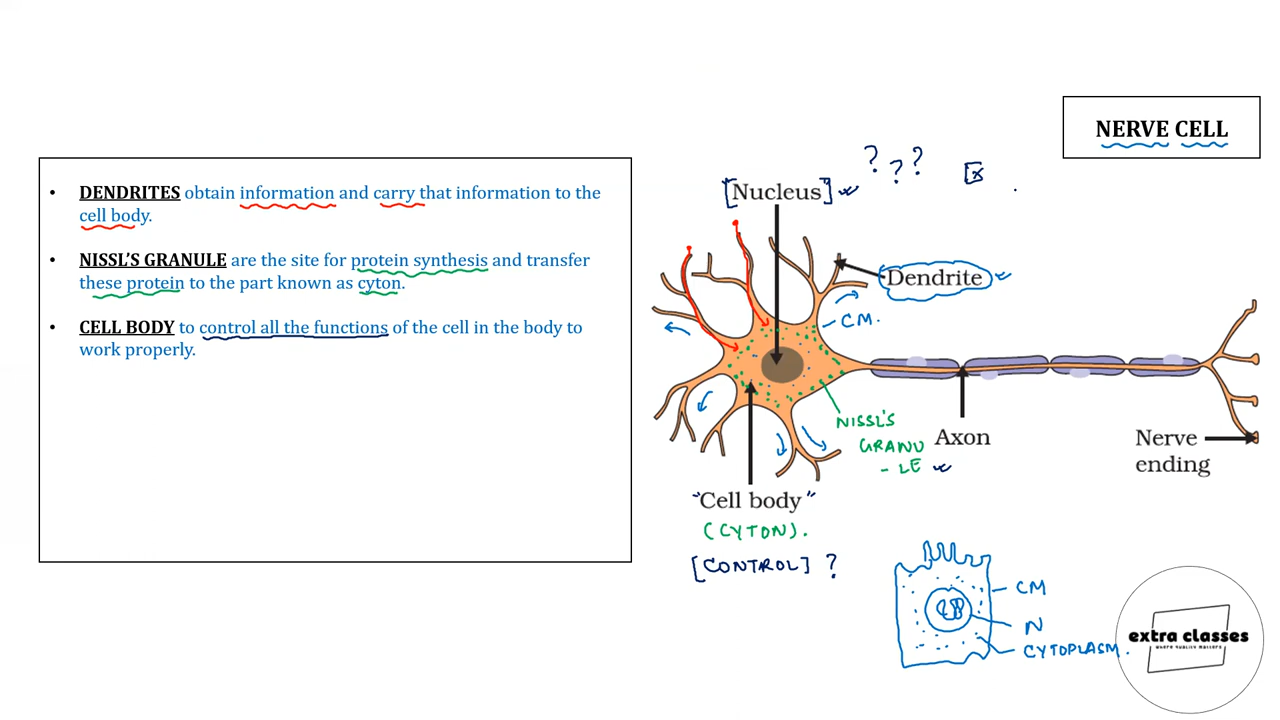 NERVE CELL
• DENDRITES obtain information and carry that information to the
cell body.
• NISSL'S GRANULE are the site for protein synthesis and transfer
these protein to the part known as cyton.
• CELL BODY to control all the functions of the cell in the body to
work properly.
? ? ?
[x]
[Nucleus]
Dendrite
CM.
NISSL'S
GRANU
- LE
Axon
Nerve
ending
"Cell body"
(CYTON).
[CONTROL] ?
CM
N
CYTOPLASM.
extra classes
where quality matters